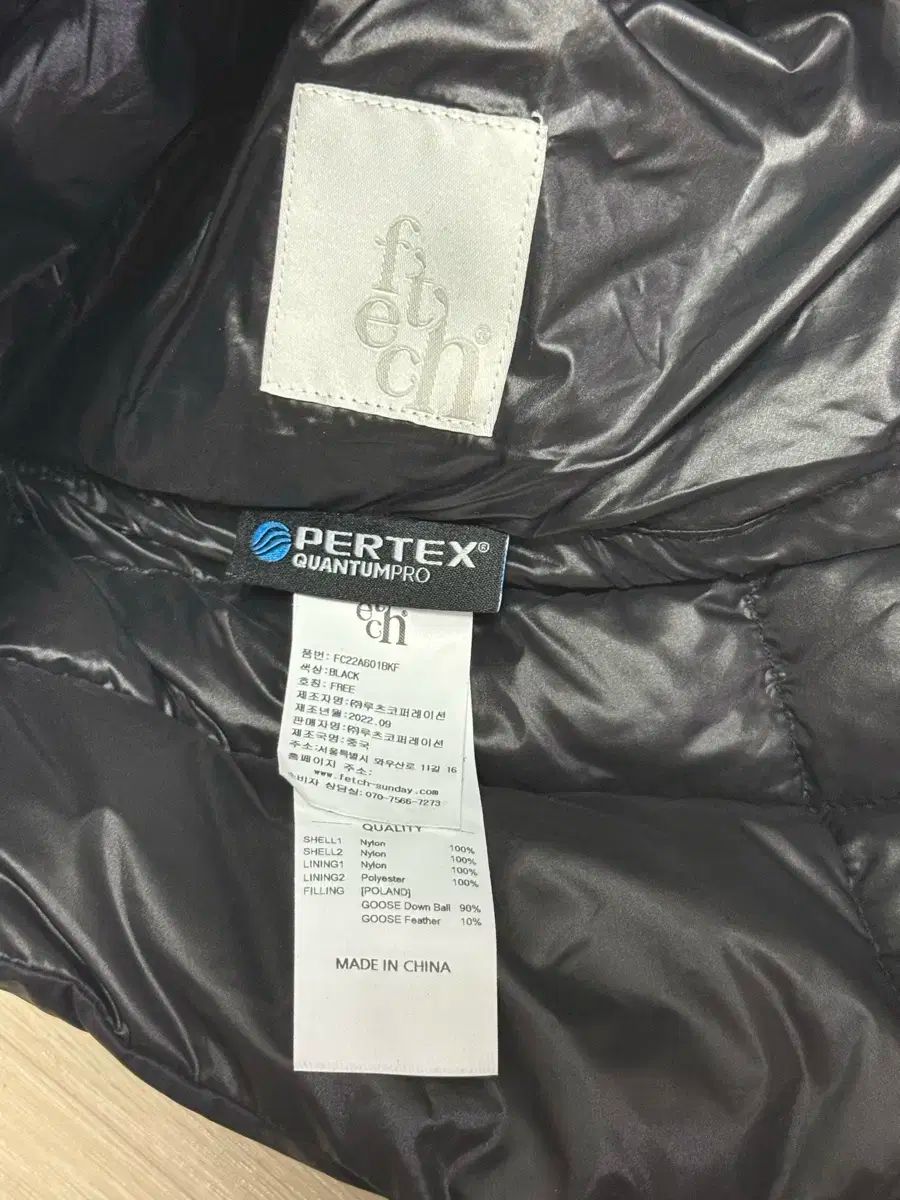 fetch®
PERTEX®
QUANTUMPRO
etch®
품번: FC22A601BKF
색상: BLACK
호칭: FREE
제조자명: ㈜루츠코퍼레이션
제조년월: 2022.09
판매자명: ㈜루츠코퍼레이션
제조국명: 중국
주소: 서울특별시 와우산로 11길 16
홈페이지 주소:
www.fetch-sunday.com
소비자 상담실: 070-7566-7273
QUALITY
SHELL1 Nylon 100%
SHELL2 Nylon 100%
LINING1 Nylon 100%
LINING2 Polyester 100%
FILLING [POLAND]
GOOSE Down Ball 90%
GOOSE Feather 10%
MADE IN CHINA